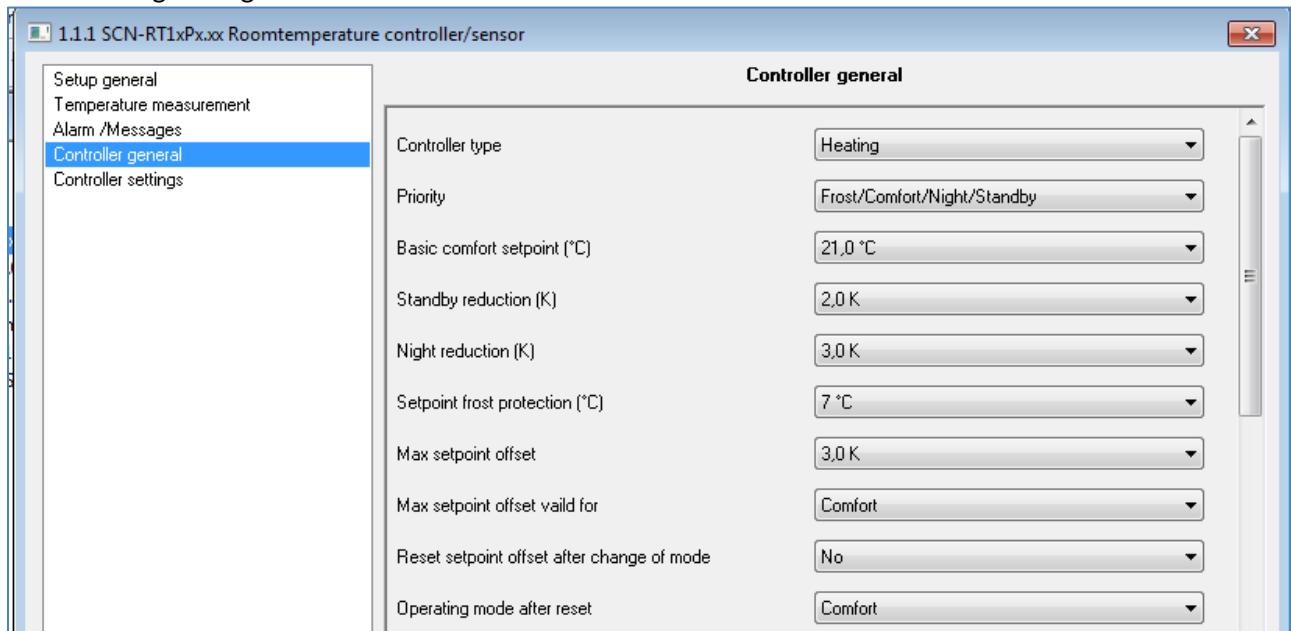 1.1.1 SCN-RT1xPx.xx Roomtemperature controller/sensor
Setup general
Temperature measurement
Alarm /Messages
Controller general
Controller settings
Controller general
Controller type Heating
Priority Frost/Comfort/Night/Standby
Basic comfort setpoint (°C) 21,0 °C
Standby reduction (K) 2,0 K
Night reduction (K) 3,0 K
Setpoint frost protection (°C) 7 °C
Max setpoint offset 3,0 K
Max setpoint offset vaild for Comfort
Reset setpoint offset after change of mode No
Operating mode after reset Comfort